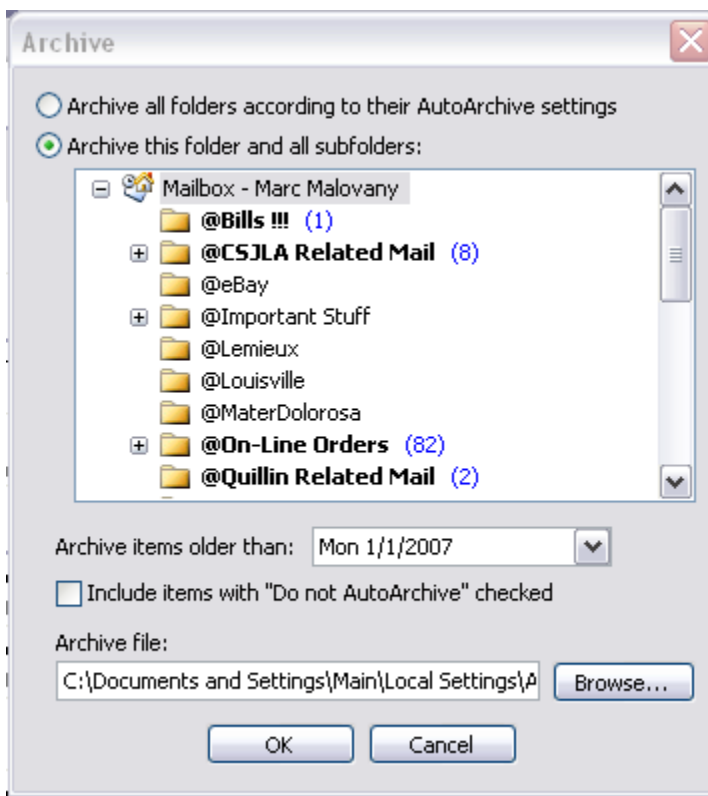 Archive
Archive all folders according to their AutoArchive settings
Archive this folder and all subfolders:
Mailbox - Marc Malovany
@Bills !!! (1)
@CSJLA Related Mail (8)
@eBay
@Important Stuff
@Lemieux
@Louisville
@MaterDolorosa
@On-Line Orders (82)
@Quillin Related Mail (2)
Archive items older than: Mon 1/1/2007
Include items with "Do not AutoArchive" checked
Archive file:
C:\Documents and Settings\Main\Local Settings\A Browse...
OK Cancel